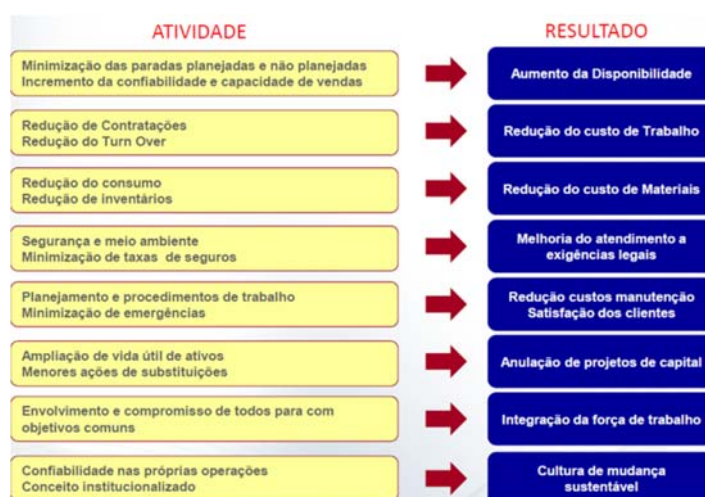 ATIVIDADE
RESULTADO
Minimização das paradas planejadas e não planejadas
Incremento da confiabilidade e capacidade de vendas
Aumento da Disponibilidade
Redução de Contratações
Redução do Turn Over
Redução do custo de Trabalho
Redução do consumo
Redução de inventários
Redução do custo de Materiais
Segurança e meio ambiente
Minimização de taxas de seguros
Melhoria do atendimento a
exigências legais
Planejamento e procedimentos de trabalho
Minimização de emergências
Redução custos manutenção
Satisfação dos clientes
Ampliação de vida útil de ativos
Menores ações de substituições
Anulação de projetos de capital
Envolvimento e compromisso de todos para com
objetivos comuns
Integração da força de trabalho
Confiabilidade nas próprias operações
Conceito institucionalizado
Cultura de mudança
sustentável